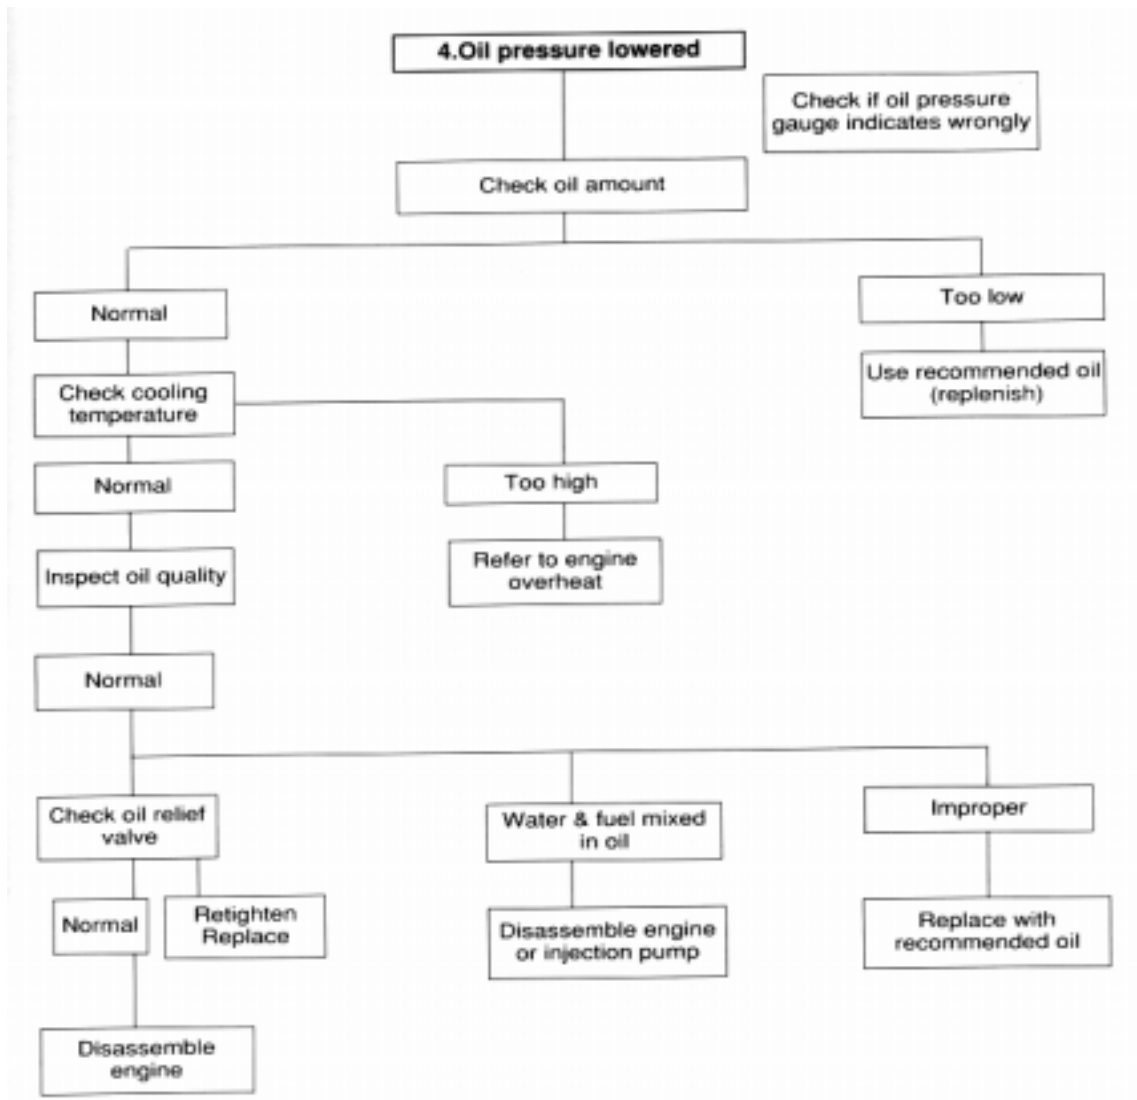 4.Oil pressure lowered
Check if oil pressure
gauge indicates wrongly
Check oil amount
Normal
Too low
Use recommended oil
(replenish)
Check cooling
temperature
Normal
Too high
Refer to engine
overheat
Inspect oil quality
Normal
Check oil relief
valve
Water & fuel mixed
in oil
Improper
Normal
Retighten
Replace
Disassemble engine
or injection pump
Replace with
recommended oil
Disassemble
engine